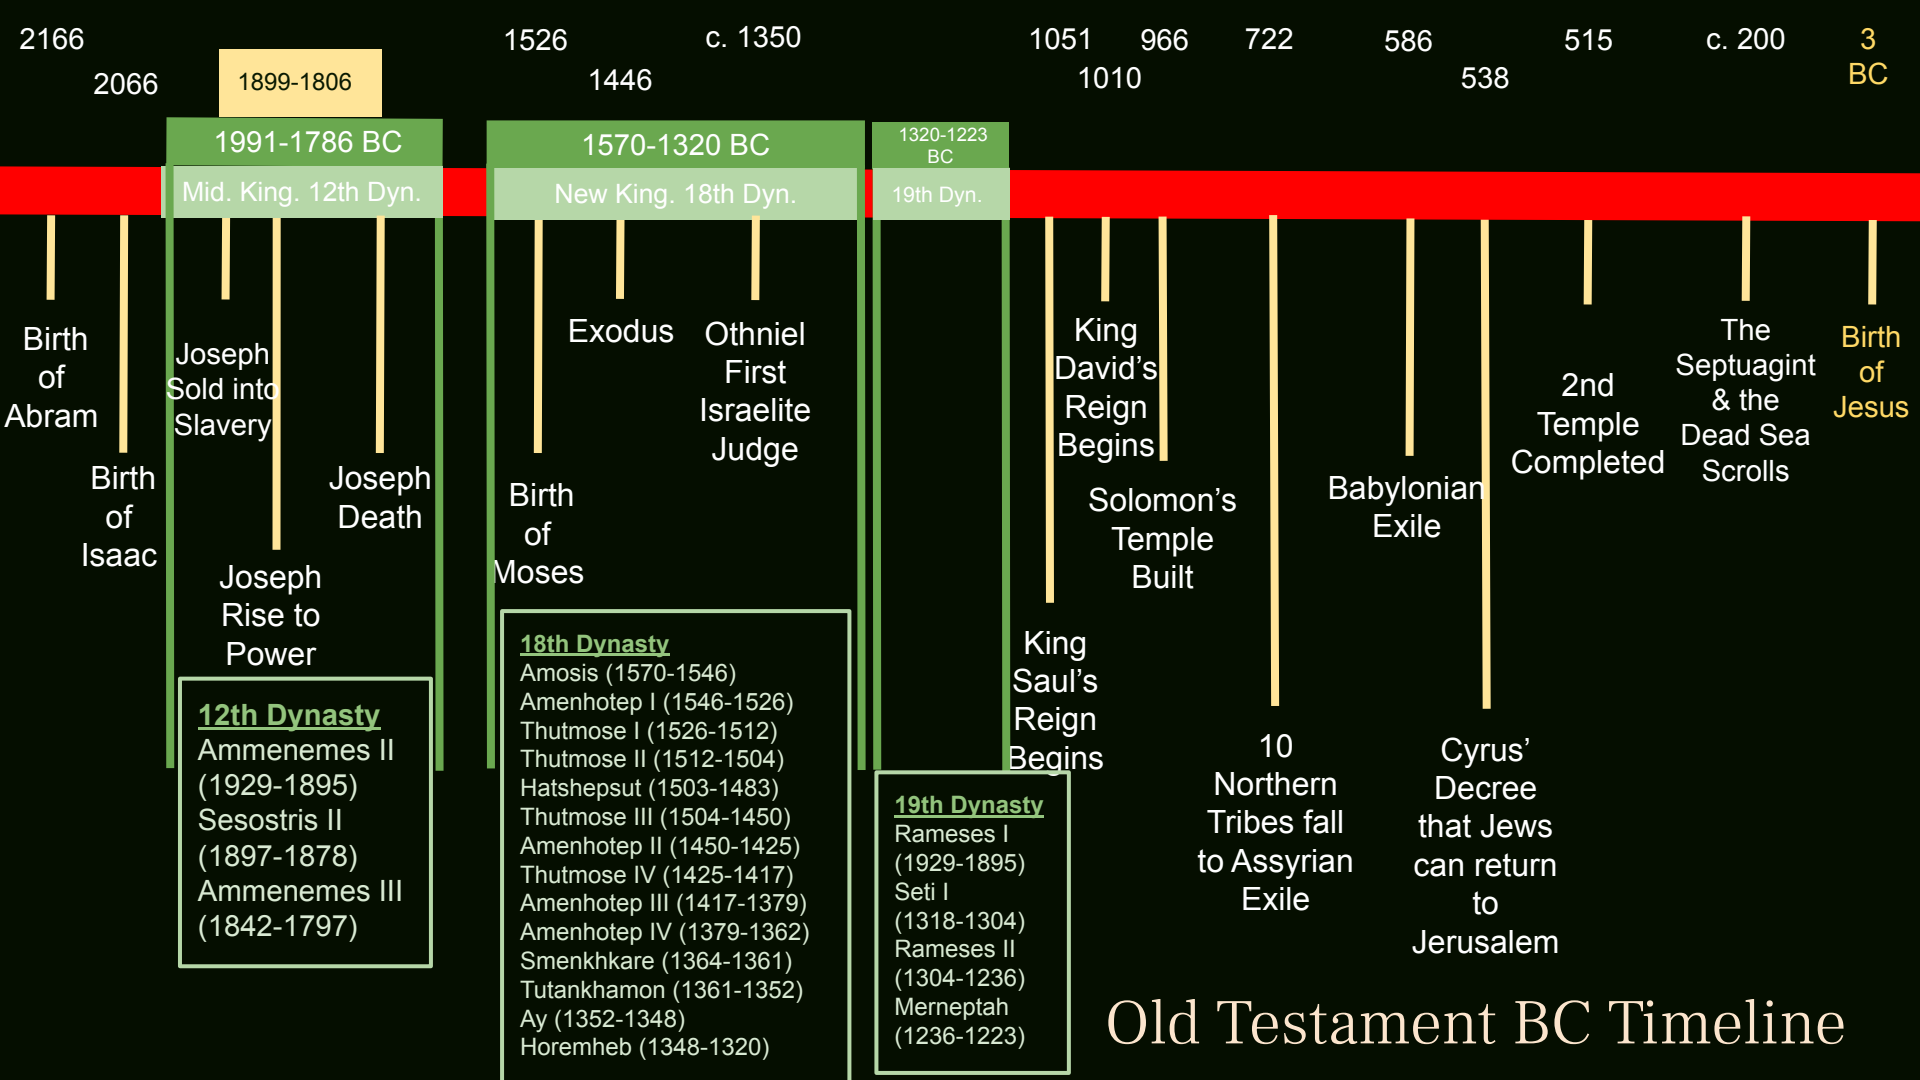 2166
2066
1899-1806
1526
1446
c. 1350
1051
1010
966
722
586
538
515
c. 200
3
BC
1991-1786 BC
1570-1320 BC
1320-1223
BC
Mid. King. 12th Dyn.
New King. 18th Dyn.
19th Dyn.
Birth
of
Abram
Birth
of
Isaac
Joseph
Sold into
Slavery
Joseph
Rise to
Power
Joseph
Death
Birth
of
Moses
Exodus
Othniel
First
Israelite
Judge
King
Saul's
Reign
Begins
King
David’s
Reign
Begins
Solomon’s
Temple
Built
10
Northern
Tribes fall
to Assyrian
Exile
Babylonian
Exile
Cyrus’
Decree
that Jews
can return
to
Jerusalem
2nd
Temple
Completed
The
Septuagint
& the
Dead Sea
Scrolls
Birth
of
Jesus
12th Dynasty
Ammenemes II
(1929-1895)
Sesostris II
(1897-1878)
Ammenemes III
(1842-1797)
18th Dynasty
Amosis (1570-1546)
Amenhotep I (1546-1526)
Thutmose I (1526-1512)
Thutmose II (1512-1504)
Hatshepsut (1503-1483)
Thutmose III (1504-1450)
Amenhotep II (1450-1425)
Thutmose IV (1425-1417)
Amenhotep III (1417-1379)
Amenhotep IV (1379-1362)
Smenkhkare (1364-1361)
Tutankhamon (1361-1352)
Ay (1352-1348)
Horemheb (1348-1320)
19th Dynasty
Rameses I
(1929-1895)
Seti I
(1318-1304)
Rameses II
(1304-1236)
Merneptah
(1236-1223)
Old Testament BC Timeline